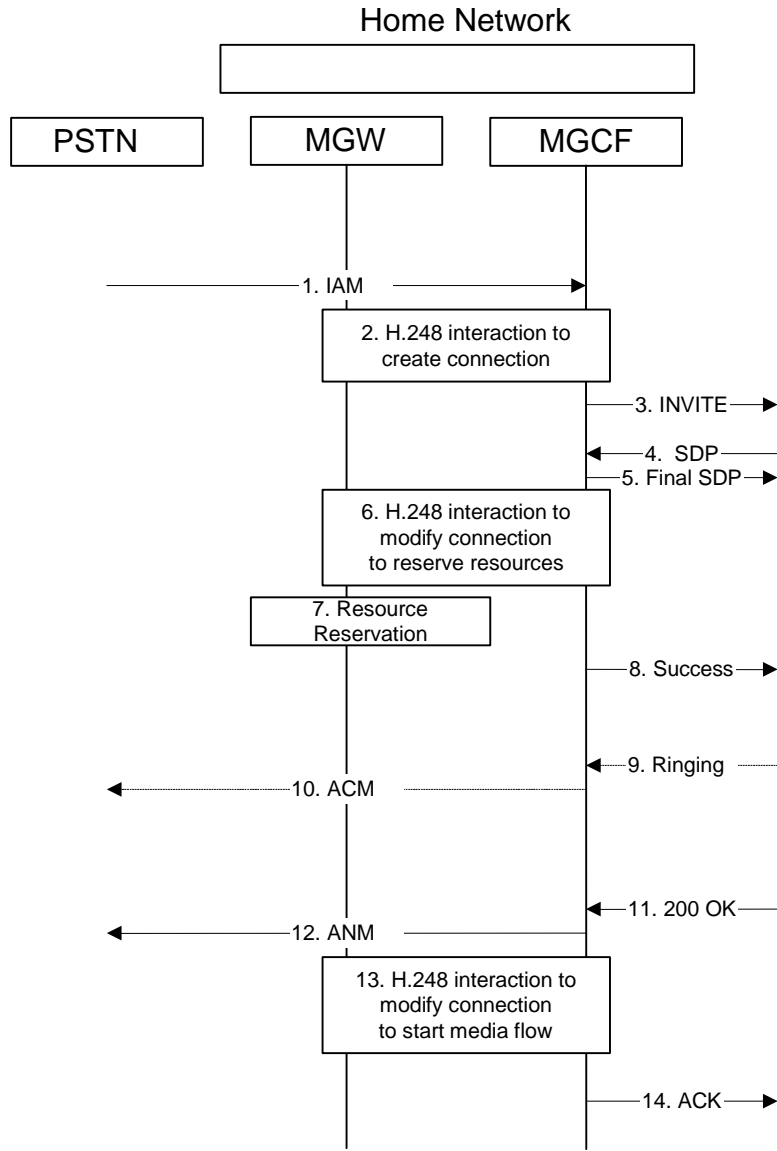 Home Network
PSTN
MGW
MGCF
1. IAM
2. H.248 interaction to
create connection
3. INVITE
4. SDP
5. Final SDP
6. H.248 interaction to
modify connection
to reserve resources
7. Resource
Reservation
8. Success
9. Ringing
10. ACM
11. 200 OK
12. ANM
13. H.248 interaction to
modify connection
to start media flow
14. ACK